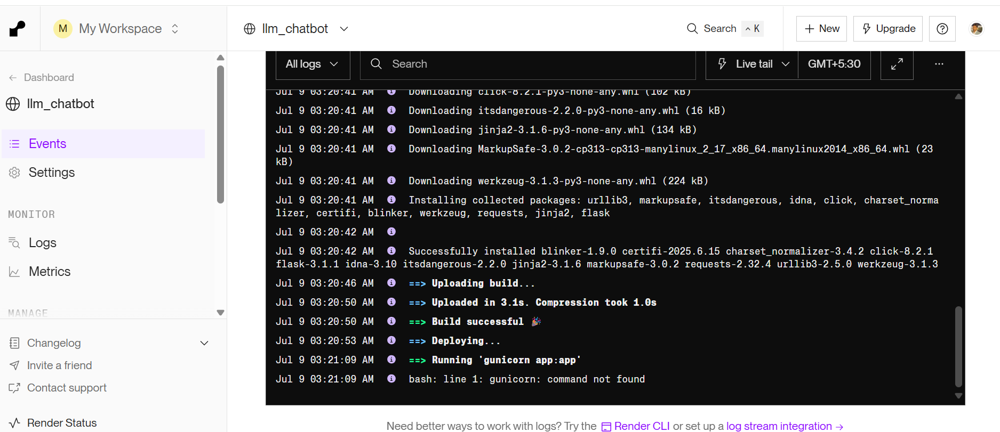 M My Workspace
llm_chatbot
Search ^ K
+ New
Upgrade
← Dashboard
llm_chatbot
Events
Settings
MONITOR
Logs
Metrics
MANAGE
Changelog
Invite a friend
Contact support
Render Status
All logs
Search
Live tail
GMT+5:30
...
Jul 9 03:20:41 AM Downloading click-8.2.1-py3-none-any.whl (102 kB)
Jul 9 03:20:41 AM Downloading itsdangerous-2.2.0-py3-none-any.whl (16 kB)
Jul 9 03:20:41 AM Downloading jinja2-3.1.6-py3-none-any.whl (134 kB)
Jul 9 03:20:41 AM Downloading MarkupSafe-3.0.2-cp313-cp313-manylinux_2_17_x86_64.manylinux2014_x86_64.whl (23
kB)
Jul 9 03:20:41 AM Downloading werkzeug-3.1.3-py3-none-any.whl (224 kB)
Jul 9 03:20:41 AM Installing collected packages: urllib3, markupsafe, itsdangerous, idna, click, charset_norma
lizer, certifi, blinker, werkzeug, requests, jinja2, flask
Jul 9 03:20:42 AM
Jul 9 03:20:42 AM Successfully installed blinker-1.9.0 certifi-2025.6.15 charset_normalizer-3.4.2 click-8.2.1
flask-3.1.1 idna-3.10 itsdangerous-2.2.0 jinja2-3.1.6 markupsafe-3.0.2 requests-2.32.4 urllib3-2.5.0 werkzeug-3.1.3
Jul 9 03:20:46 AM ==> Uploading build...
Jul 9 03:20:50 AM ==> Uploaded in 3.1s. Compression took 1.0s
Jul 9 03:20:50 AM ==> Build successful 🎉
Jul 9 03:20:53 AM ==> Deploying...
Jul 9 03:21:09 AM ==> Running 'gunicorn app:app'
Jul 9 03:21:09 AM bash: line 1: gunicorn: command not found
Need better ways to work with logs? Try the Render CLI or set up a log stream integration →